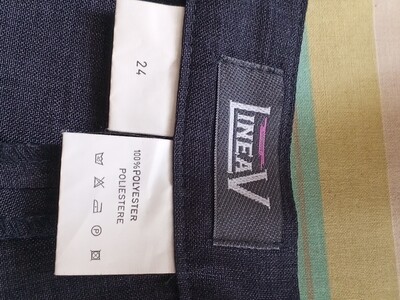 24
LINEA V
100% POLYESTER
POLIESTERE
P